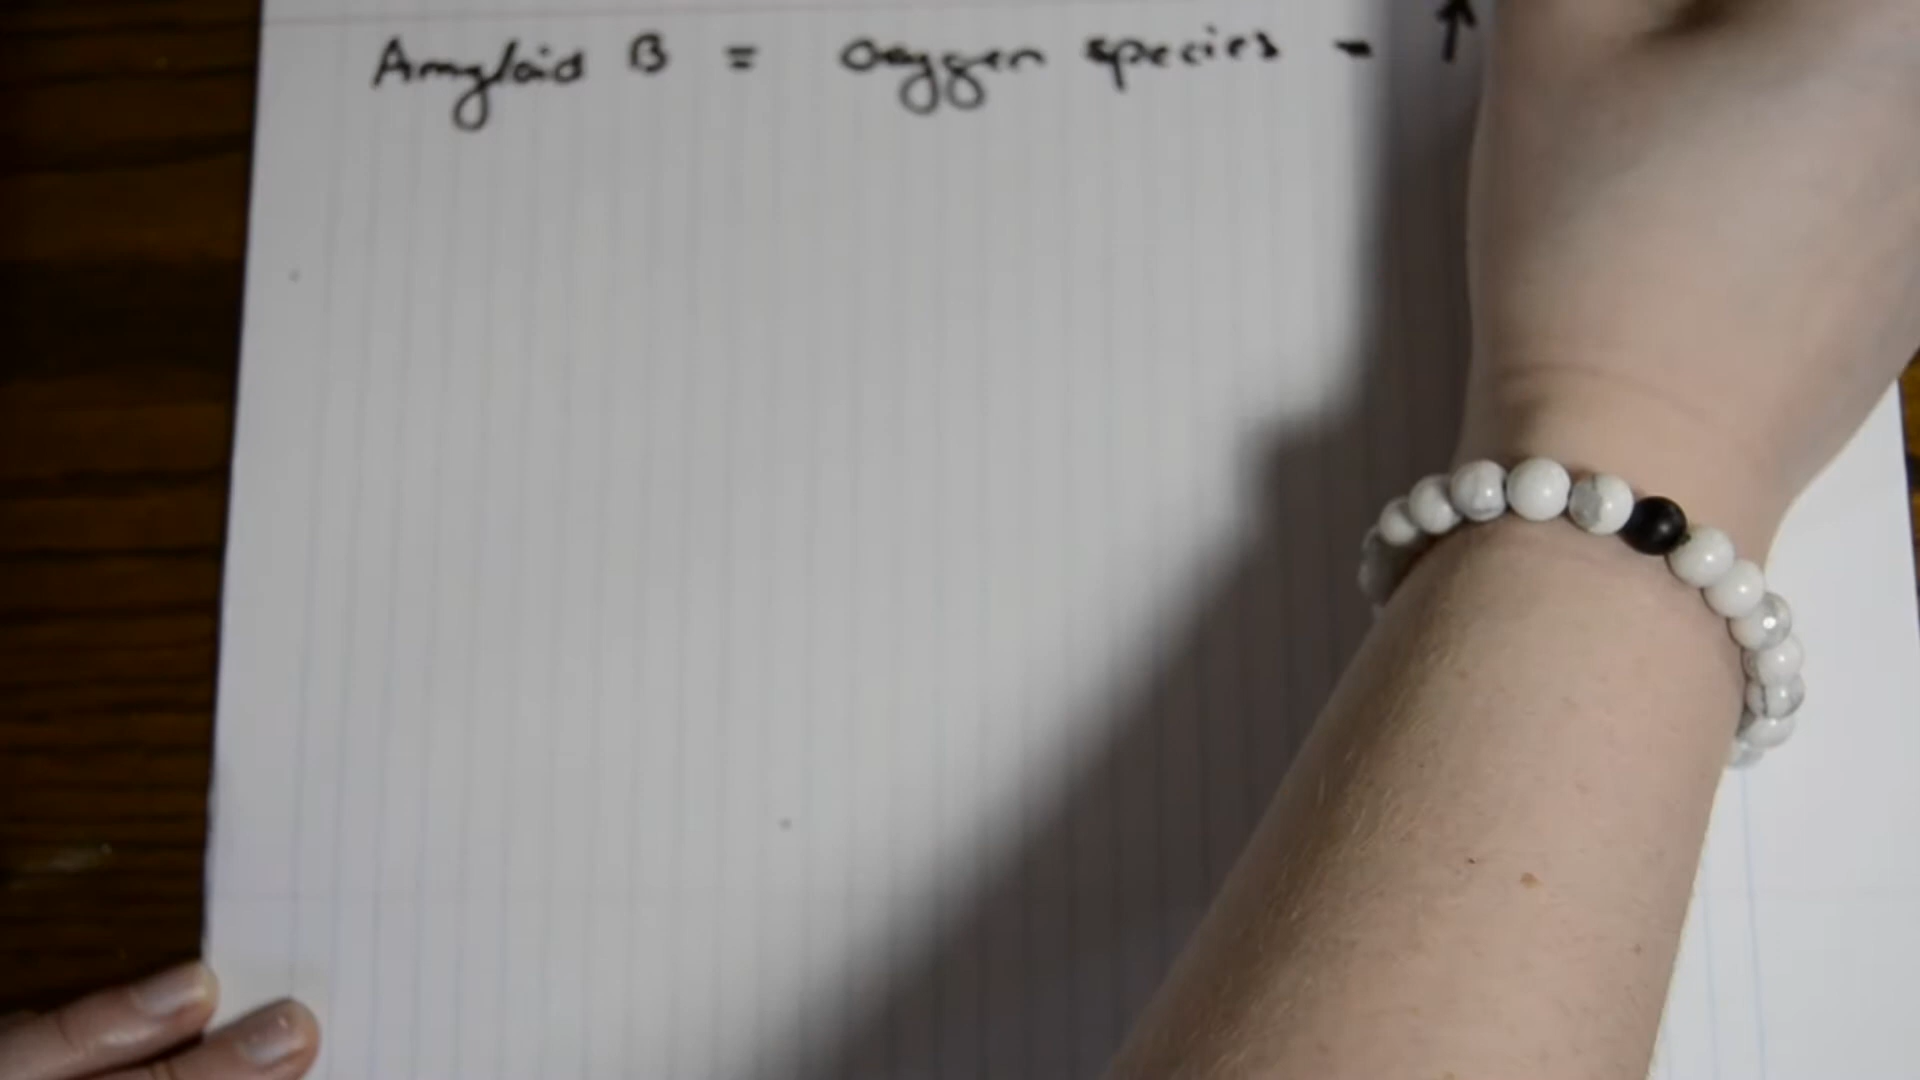 Amyloid B = oxygen species - ↑